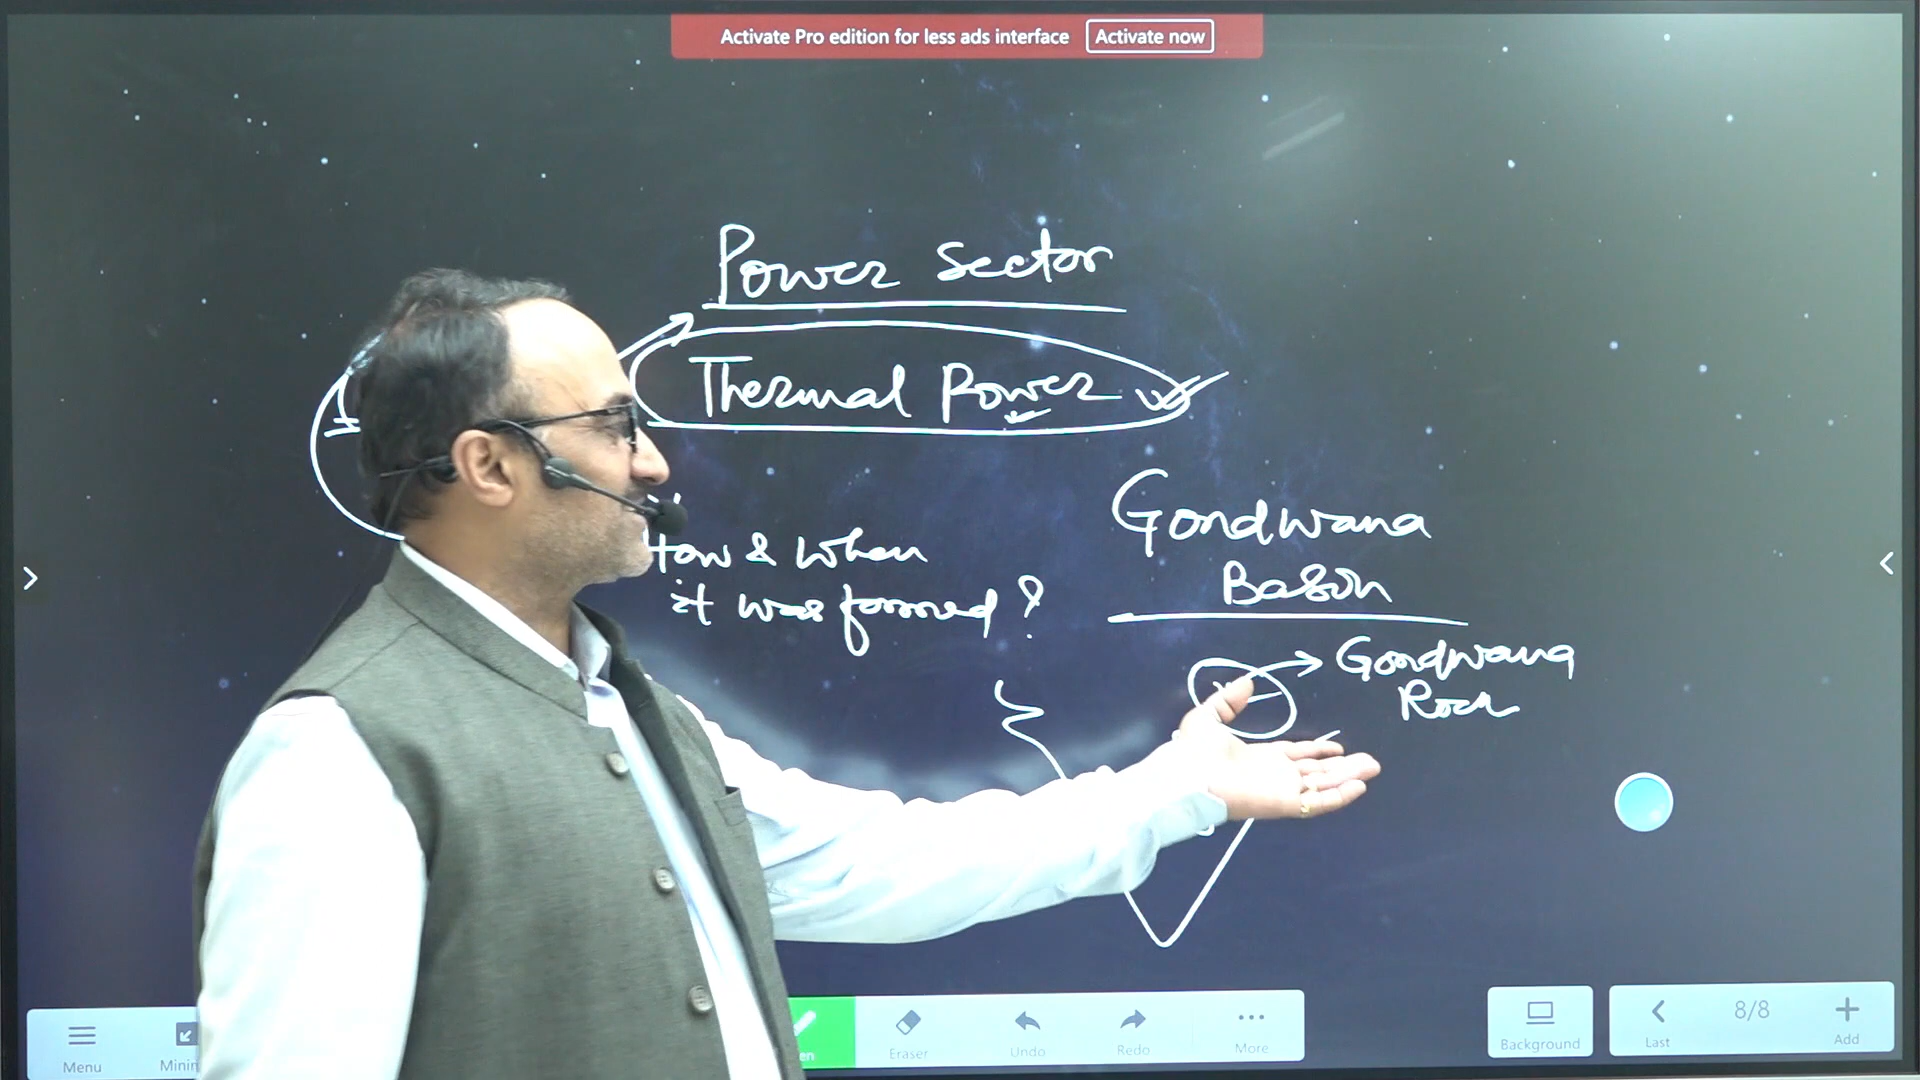 Activate Pro edition for less ads interface Activate now
Power Sector
Thermal Power
How & when
it was formed?
Gondwana
Basin
Gondwana
Rock
Menu
Eraser
Undo
Redo
More
Background
Last
8/8
Add